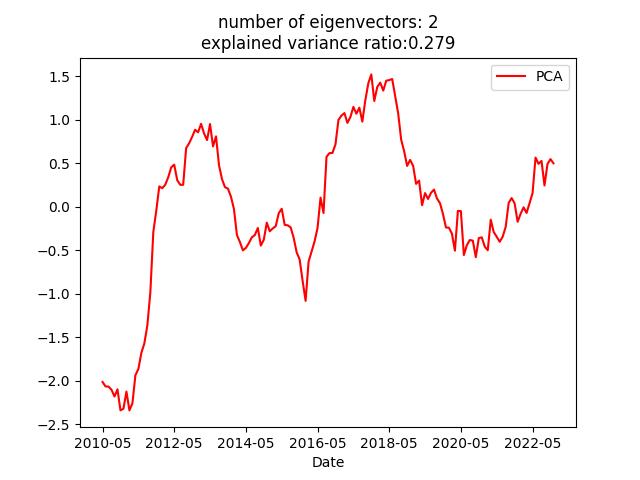 number of eigenvectors: 2
explained variance ratio:0.279
PCA
1.5
1.0
0.5
0.0
−0.5
−1.0
−1.5
−2.0
−2.5
2010-05 2012-05 2014-05 2016-05 2018-05 2020-05 2022-05
Date